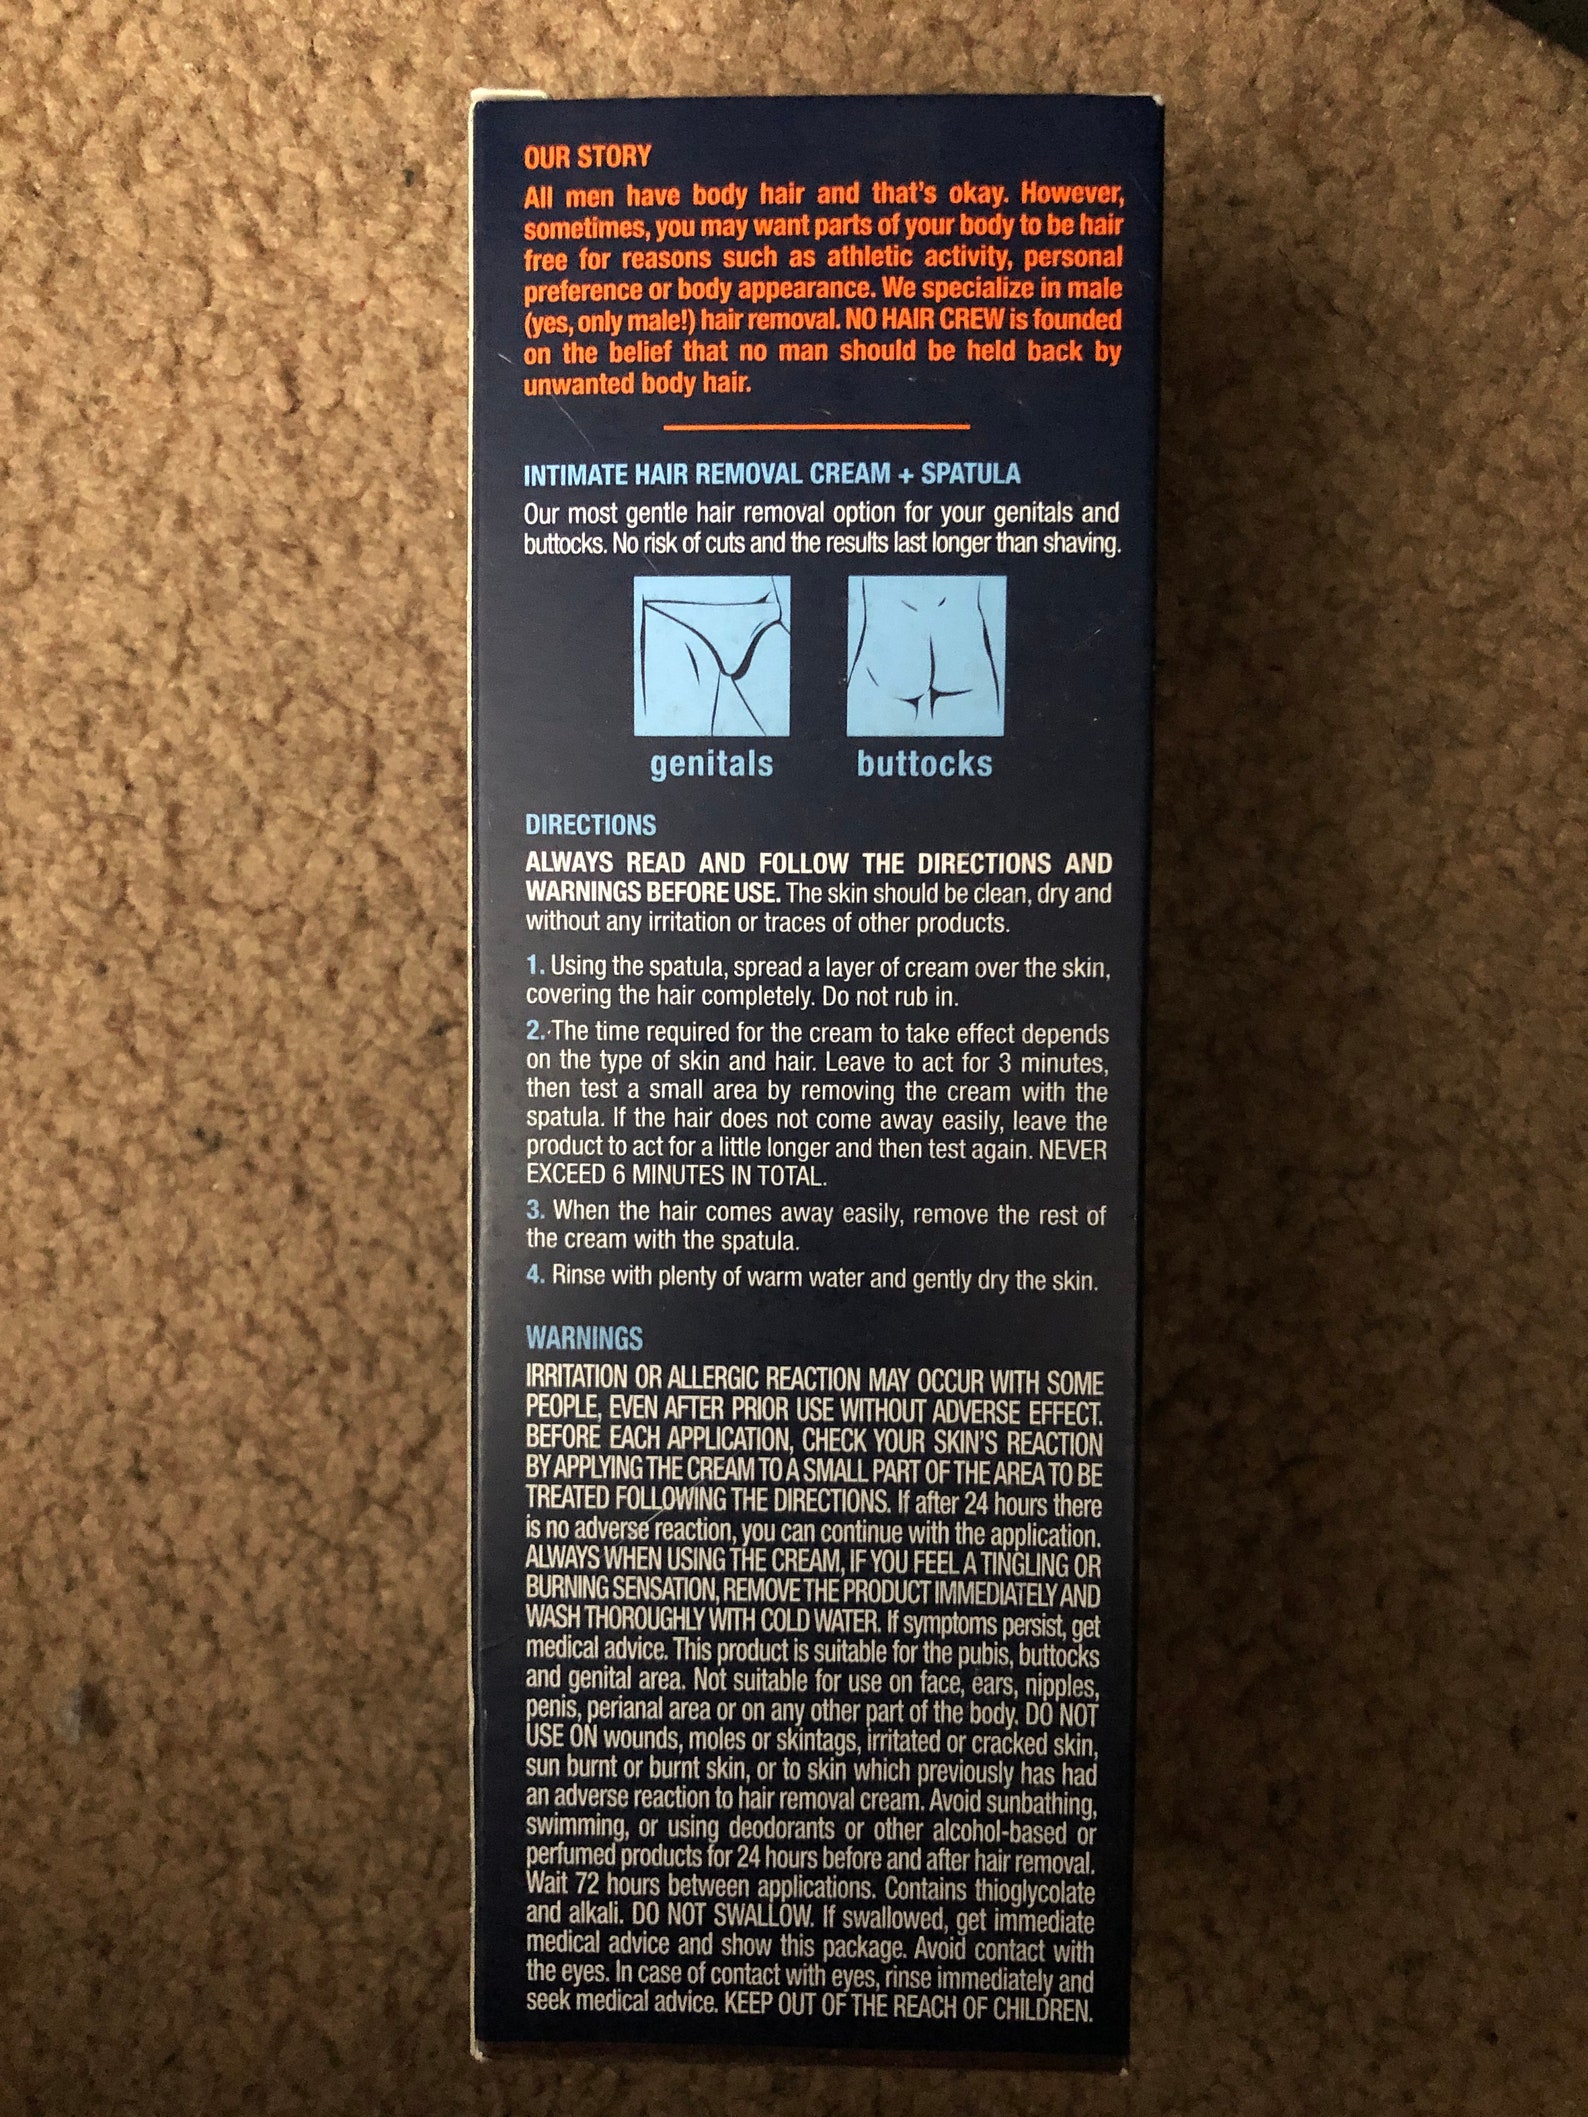 OUR STORY
All men have body hair and that's okay. However,
sometimes, you may want parts of your body to be hair
free for reasons such as athletic activity, personal
preference or body appearance. We specialize in male
(yes, only male!) hair removal. NO HAIR CREW is founded
on the belief that no man should be held back by
unwanted body hair.
INTIMATE HAIR REMOVAL CREAM + SPATULA
Our most gentle hair removal option for your genitals and
buttocks. No risk of cuts and the results last longer than shaving.
genitals
buttocks
DIRECTIONS
ALWAYS READ AND FOLLOW THE DIRECTIONS AND
WARNINGS BEFORE USE. The skin should be clean, dry and
without any irritation or traces of other products.
1. Using the spatula, spread a layer of cream over the skin,
covering the hair completely. Do not rub in.
2. The time required for the cream to take effect depends
on the type of skin and hair. Leave to act for 3 minutes,
then test a small area by removing the cream with the
spatula. If the hair does not come away easily, leave the
product to act for a little longer and then test again. NEVER
EXCEED 6 MINUTES IN TOTAL.
3. When the hair comes away easily, remove the rest of
the cream with the spatula.
4. Rinse with plenty of warm water and gently dry the skin.
WARNINGS
IRRITATION OR ALLERGIC REACTION MAY OCCUR WITH SOME
PEOPLE, EVEN AFTER PRIOR USE WITHOUT ADVERSE EFFECT.
BEFORE EACH APPLICATION, CHECK YOUR SKIN'S REACTION
BY APPLYING THE CREAM TO A SMALL PART OF THE AREA TO BE
TREATED FOLLOWING THE DIRECTIONS. If after 24 hours there
is no adverse reaction, you can continue with the application.
ALWAYS WHEN USING THE CREAM, IF YOU FEEL A TINGLING OR
BURNING SENSATION, REMOVE THE PRODUCT IMMEDIATELY AND
WASH THOROUGHLY WITH COLD WATER. If symptoms persist, get
medical advice. This product is suitable for the pubis, buttocks
and genital area. Not suitable for use on face, ears, nipples,
penis, perianal area or on any other part of the body. DO NOT
USE ON wounds, moles or skintags, irritated or cracked skin,
sun burnt or burnt skin, or to skin which previously has had
an adverse reaction to hair removal cream. Avoid sunbathing,
swimming, or using deodorants or other alcohol-based or
perfumed products for 24 hours before and after hair removal.
Wait 72 hours between applications. Contains thioglycolate
and alkali. DO NOT SWALLOW. If swallowed, get immediate
medical advice and show this package. Avoid contact with
the eyes. In case of contact with eyes, rinse immediately and
seek medical advice. KEEP OUT OF THE REACH OF CHILDREN.